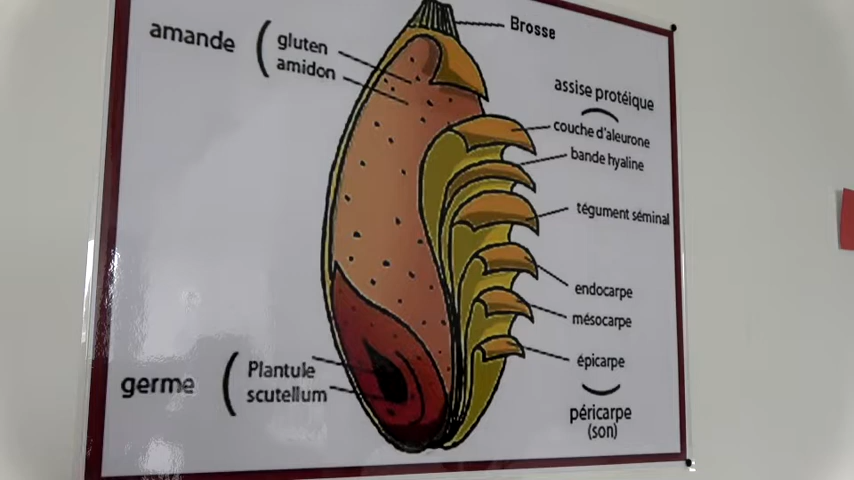 Brosse
amande
gluten
amidon
assise protéique
couche d'aleurone
bande hyaline
tégument séminal
endocarpe
mésocarpe
épicarpe
péricarpe
(son)
germe
Plantule
scutellum